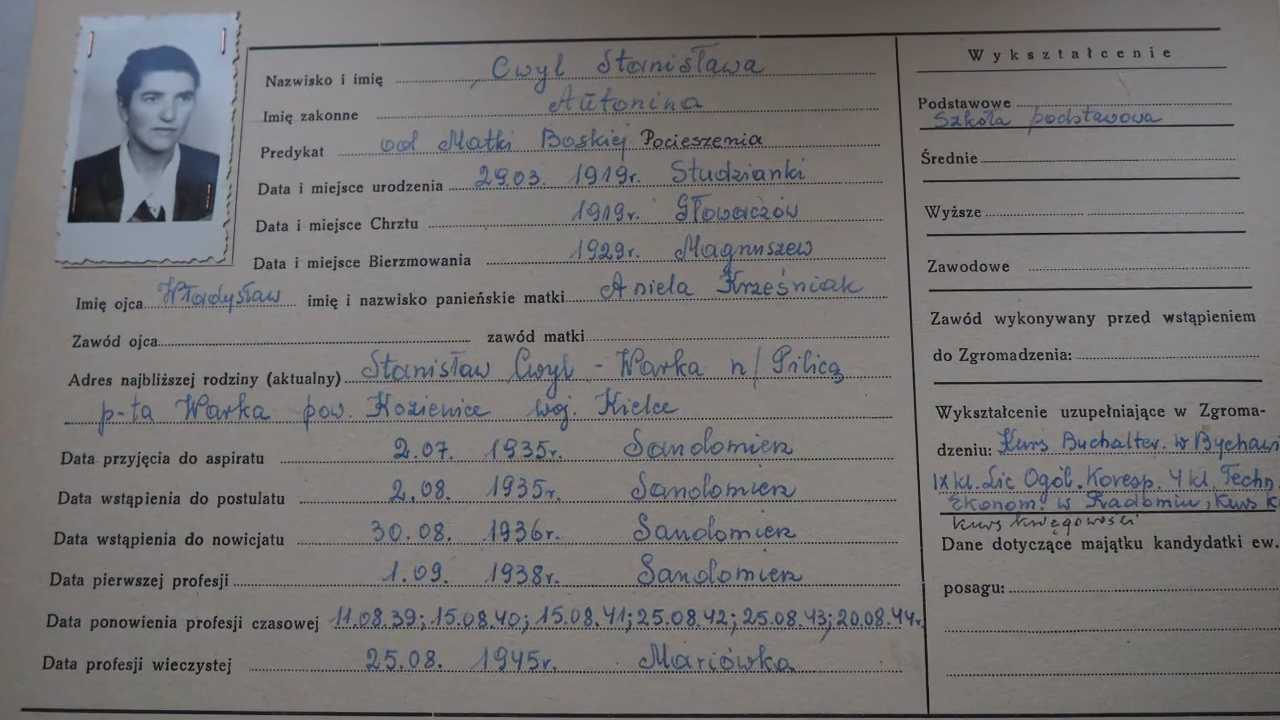 Nazwisko i imię Cwyl Stanisława
Imię zakonne Antonina
Predykat od Matki Boskiej Pocieszenia
Data i miejsce urodzenia 29.03. 1919r. Studzianki
Data i miejsce Chrztu 1919r. Głowaczów
Data i miejsce Bierzmowania 1929r. Magnuszew
Imię ojca Władysław imię i nazwisko panieńskie matki Aniela Krześniak
Zawód ojca zawód matki
Adres najbliższej rodziny (aktualny) Stanisław Cwyl - Warka n/Pilicą
p-ta Warka pow. Kozienice woj. Kielce
Data przyjęcia do aspiratu 2.07. 1935r. Sandomierz
Data wstąpienia do postulatu 2.08. 1935r. Sandomierz
Data wstąpienia do nowicjatu 30.08. 1936r. Sandomierz
Data pierwszej profesji 1.09. 1938r. Sandomierz
Data ponowienia profesji czasowej 11.08.39; 15.08.40; 15.08.41; 25.08.42; 25.08.43; 20.08.44r.
Data profesji wieczystej 25.08. 1945r. Mariówka
Wykształcenie
Podstawowe
Szkoła podstawowa
Średnie
Wyższe
Zawodowe
Zawód wykonywany przed wstąpieniem
do Zgromadzenia:
Wykształcenie uzupełniające w Zgroma-
dzeniu: Kurs Buchalter. w Bychawi
IX kl. Lic Ogól. Koresp. 4 kl. Techn.
Ekonom. w Radomiu, Kurs k
kurs księgowości
Dane dotyczące majątku kandydatki ew.
posagu: